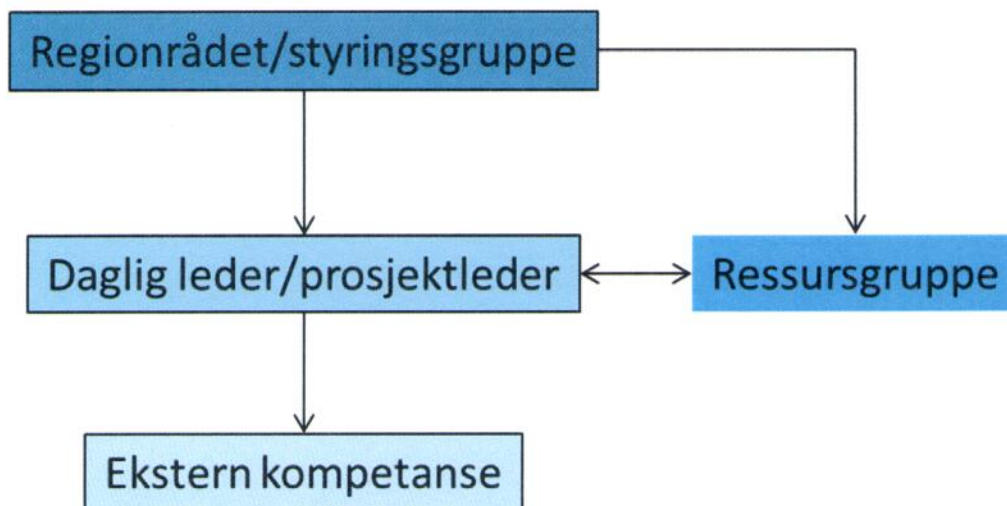 Regionrådet/styringsgruppe
Daglig leder/prosjektleder
Ressursgruppe
Ekstern kompetanse